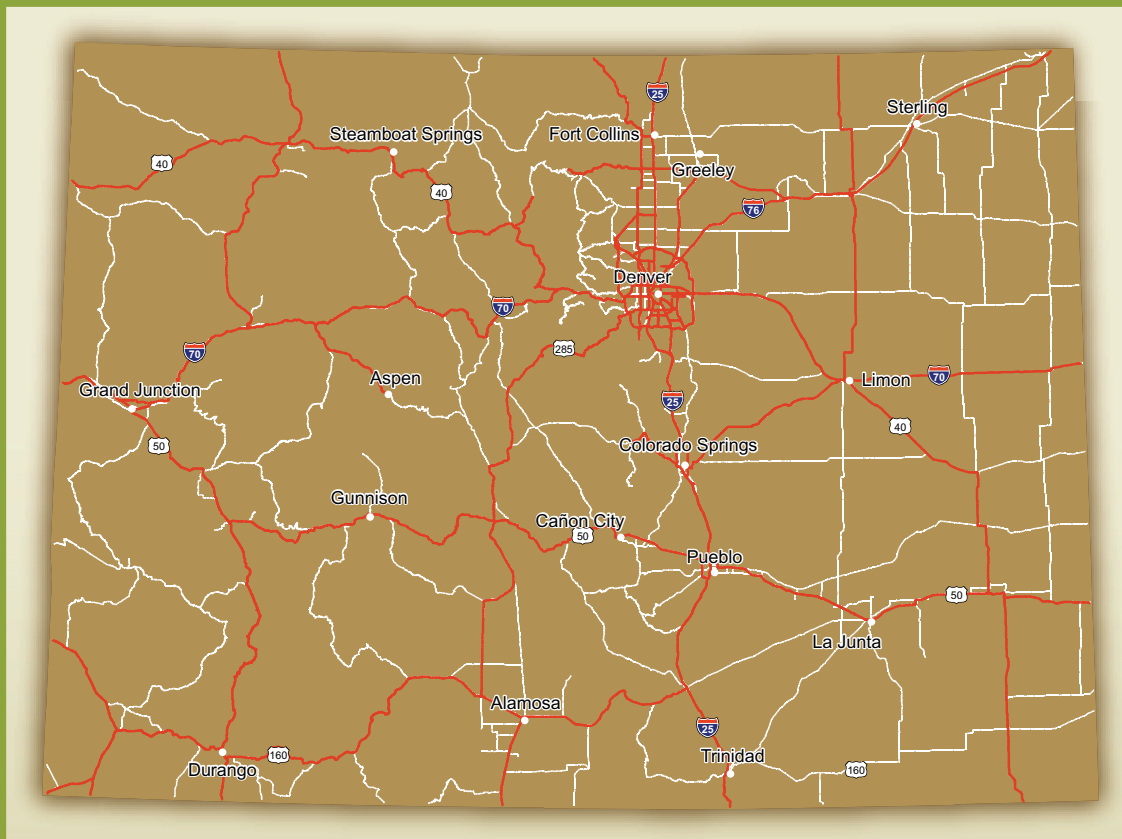 25
Sterling
Steamboat Springs
Fort Collins
40
Greeley
40
76
Denver
70
285
70
Aspen
Limon
70
Grand Junction
25
40
50
Colorado Springs
Gunnison
Cañon City
50
Pueblo
50
La Junta
Alamosa
25
160
Trinidad
Durango
160